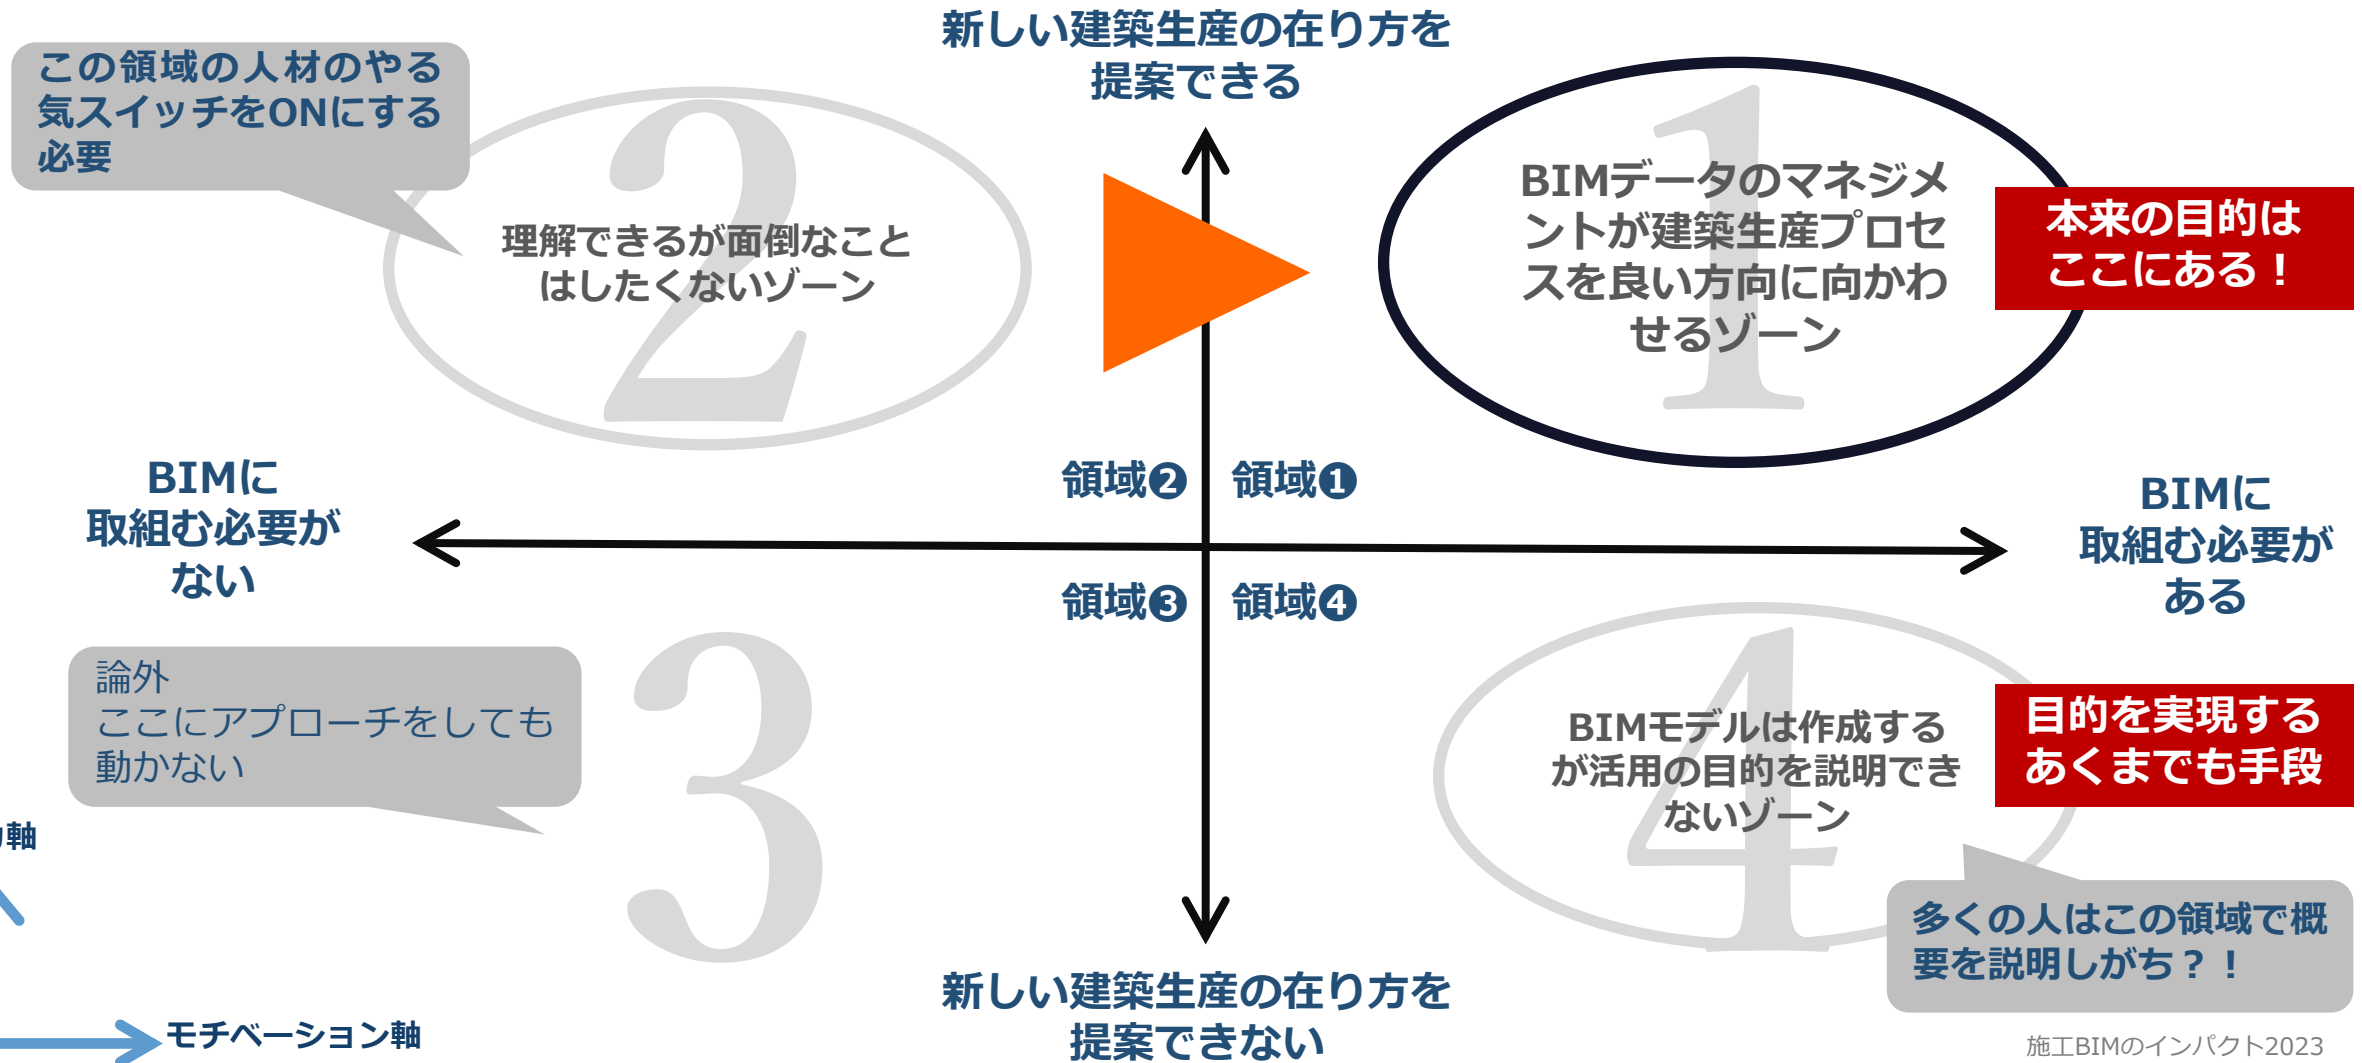 新しい建築生産の在り方を
提案できる
この領域の人材のやる
気スイッチをONにする
必要
2
理解できるが面倒なこと
はしたくないゾーン
1
BIMデータのマネジメ
ントが建築生産プロセ
スを良い方向に向かわ
せるゾーン
本来の目的は
ここにある！
領域❷
領域❶
BIMに
取組む必要が
ない
BIMに
取組む必要が
ある
領域❸
領域❹
論外
ここにアプローチをしても
動かない
3
4
BIMモデルは作成する
が活用の目的を説明でき
ないゾーン
目的を実現する
あくまでも手段
多くの人はこの領域で概
要を説明しがち？！
軸
モチベーション軸
新しい建築生産の在り方を
提案できない
施工BIMのインパクト2023